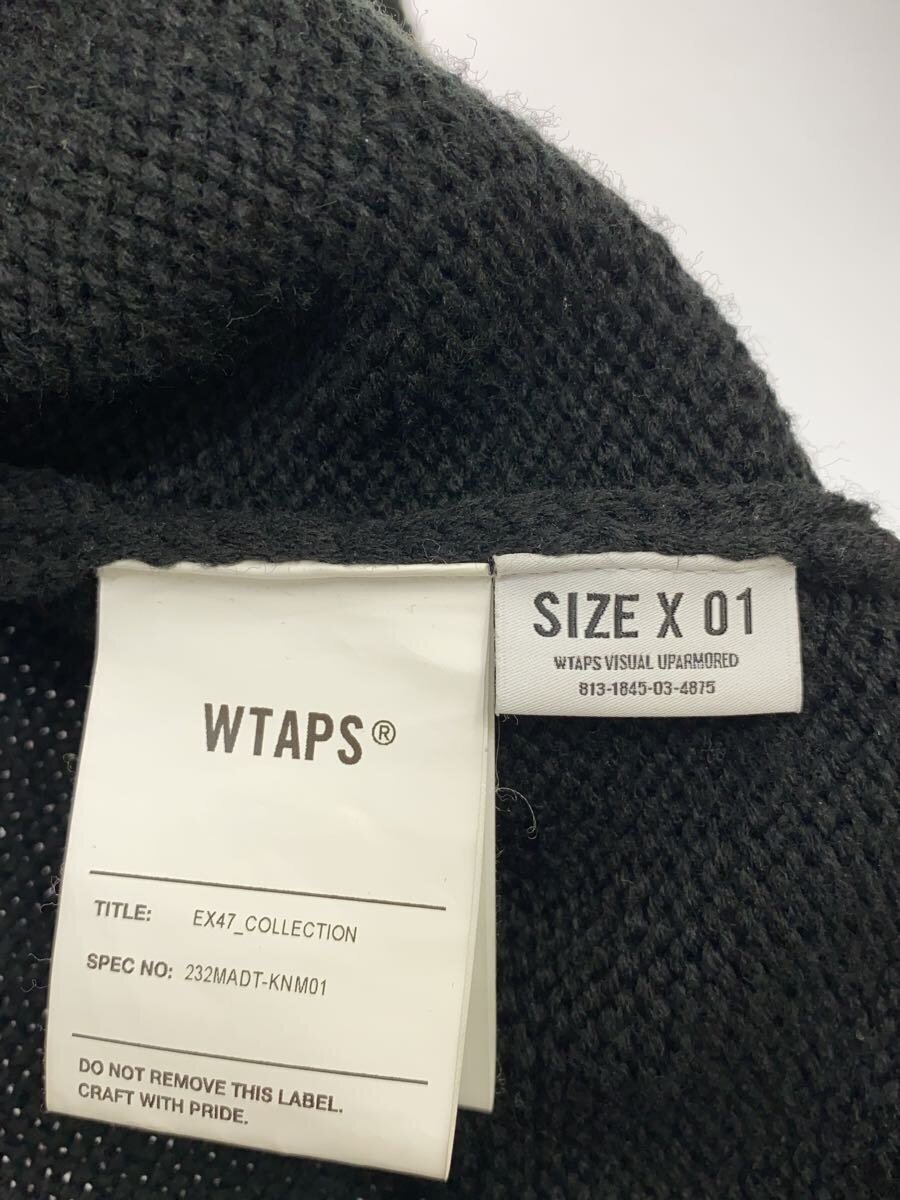 WTAPS®
TITLE: EX47_COLLECTION
SPEC NO: 232MADT-KNM01
DO NOT REMOVE THIS LABEL.
CRAFT WITH PRIDE.
SIZE X 01
WTAPS VISUAL UPARMORED
813-1845-03-4875